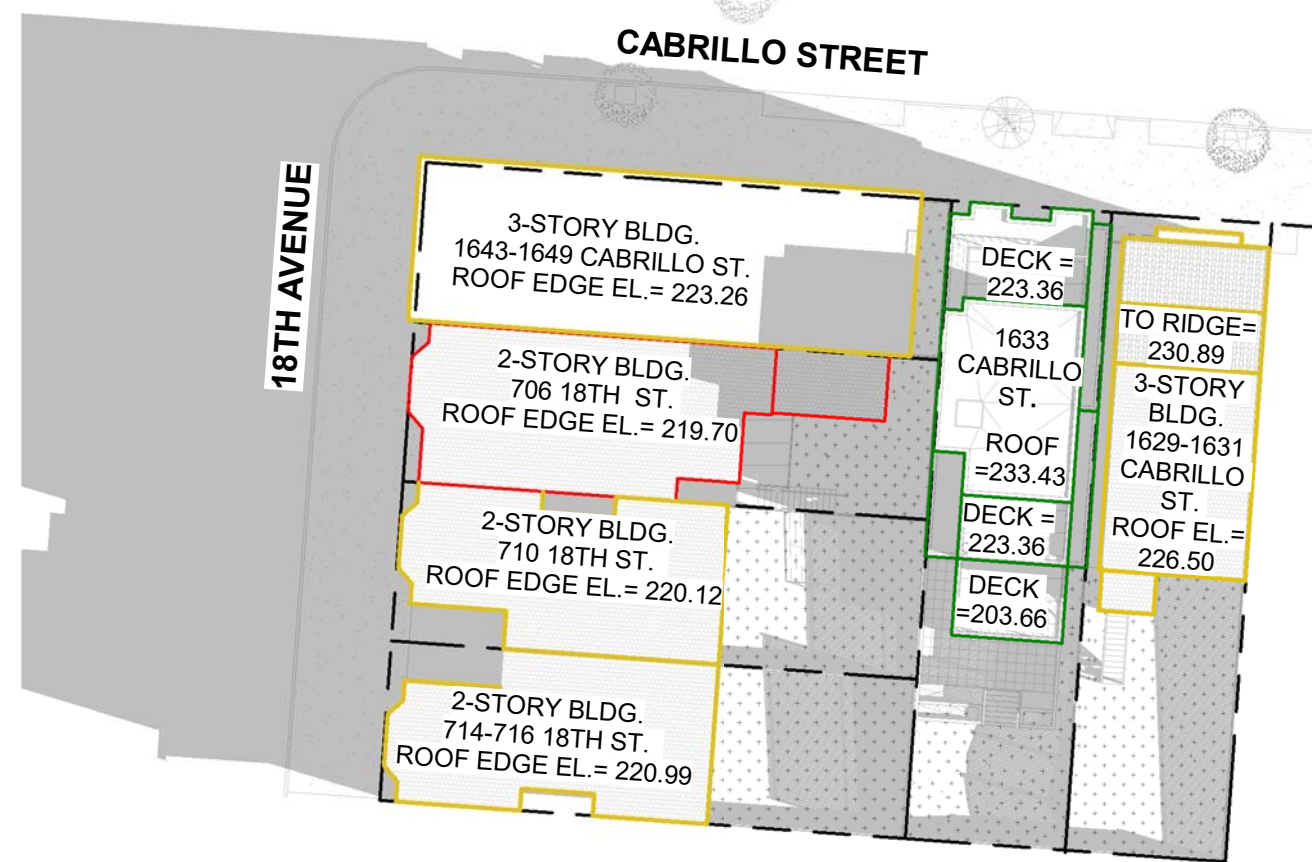 CABRILLO STREET
18TH AVENUE
3-STORY BLDG.
1643-1649 CABRILLO ST.
ROOF EDGE EL.= 223.26
2-STORY BLDG.
706 18TH ST.
ROOF EDGE EL.= 219.70
2-STORY BLDG.
710 18TH ST.
ROOF EDGE EL.= 220.12
2-STORY BLDG.
714-716 18TH ST.
ROOF EDGE EL.= 220.99
DECK =
223.36
1633
CABRILLO
ST.
ROOF
=233.43
DECK =
223.36
DECK
=203.66
TO RIDGE=
230.89
3-STORY
BLDG.
1629-1631
CABRILLO
ST.
ROOF EL.=
226.50